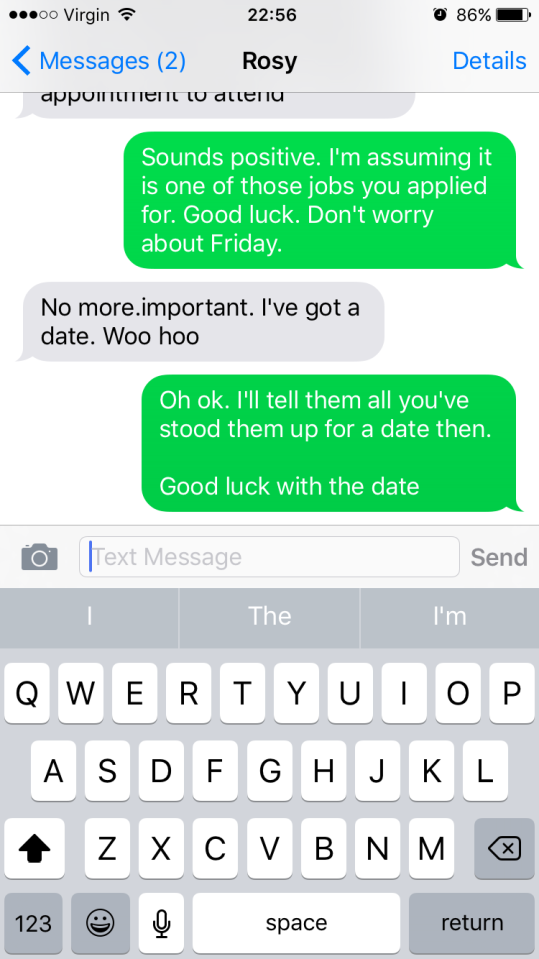 Virgin 22:56 86%
Messages (2) Rosy Details
appointment to attend
Sounds positive. I'm assuming it
is one of those jobs you applied
for. Good luck. Don't worry
about Friday.
No more.important. I've got a
date. Woo hoo
Oh ok. I'll tell them all you've
stood them up for a date then.
Good luck with the date
Text Message Send
I The I'm
Q W E R T Y U I O P
A S D F G H J K L
Z X C V B N M
123 space return